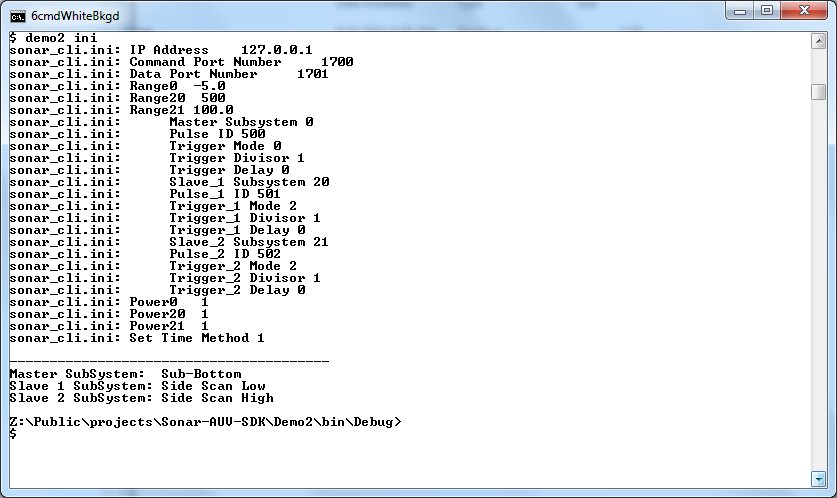 6cmdWhiteBkgd
$ demo2 ini
sonar_cli.ini: IP Address    127.0.0.1
sonar_cli.ini: Command Port Number     1700
sonar_cli.ini: Data Port Number     1701
sonar_cli.ini: Range0  -5.0
sonar_cli.ini: Range20  500
sonar_cli.ini: Range21 100.0
sonar_cli.ini:      Master Subsystem 0
sonar_cli.ini:      Pulse ID 500
sonar_cli.ini:      Trigger Mode 0
sonar_cli.ini:      Trigger Divisor 1
sonar_cli.ini:      Trigger Delay 0
sonar_cli.ini:      Slave_1 Subsystem 20
sonar_cli.ini:      Pulse_1 ID 501
sonar_cli.ini:      Trigger_1 Mode 2
sonar_cli.ini:      Trigger_1 Divisor 1
sonar_cli.ini:      Trigger_1 Delay 0
sonar_cli.ini:      Slave_2 Subsystem 21
sonar_cli.ini:      Pulse_2 ID 502
sonar_cli.ini:      Trigger_2 Mode 2
sonar_cli.ini:      Trigger_2 Divisor 1
sonar_cli.ini:      Trigger_2 Delay 0
sonar_cli.ini: Power0   1
sonar_cli.ini: Power20  1
sonar_cli.ini: Power21  1
sonar_cli.ini: Set Time Method 1
----------------------------------------
Master SubSystem:  Sub-Bottom
Slave 1 SubSystem: Side Scan Low
Slave 2 SubSystem: Side Scan High
Z:\Public\projects\Sonar-AUV-SDK\Demo2\bin\Debug>
$